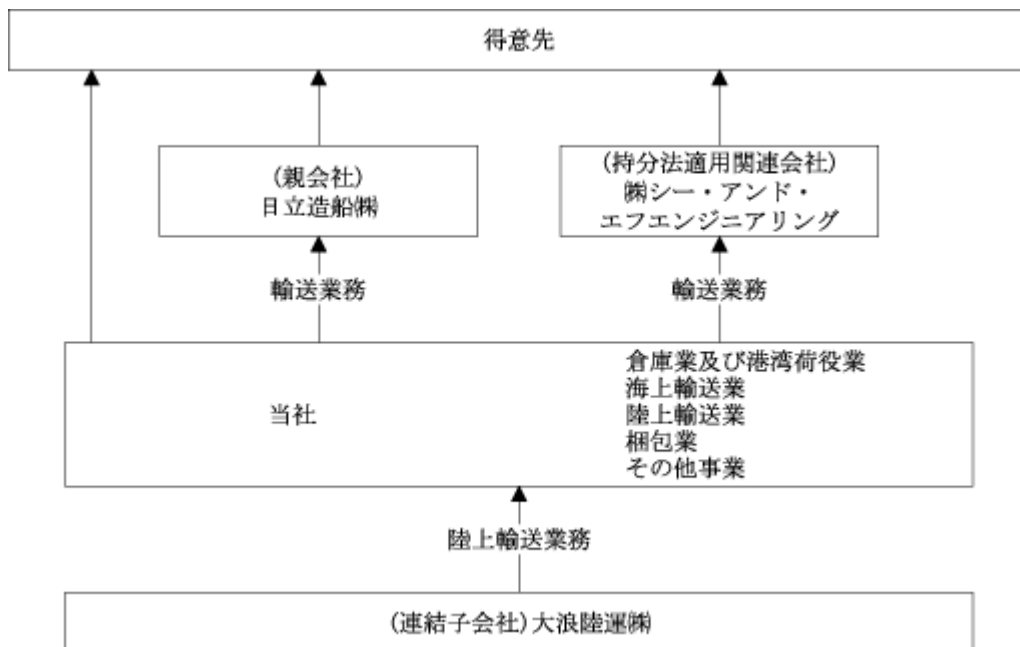 得意先
(親会社)
日立造船㈱
(持分法適用関連会社)
㈱シー・アンド・
エフエンジニアリング
輸送業務
輸送業務
当社
倉庫業及び港湾荷役業
海上輸送業
陸上輸送業
梱包業
その他事業
陸上輸送業務
(連結子会社)大浪陸運㈱